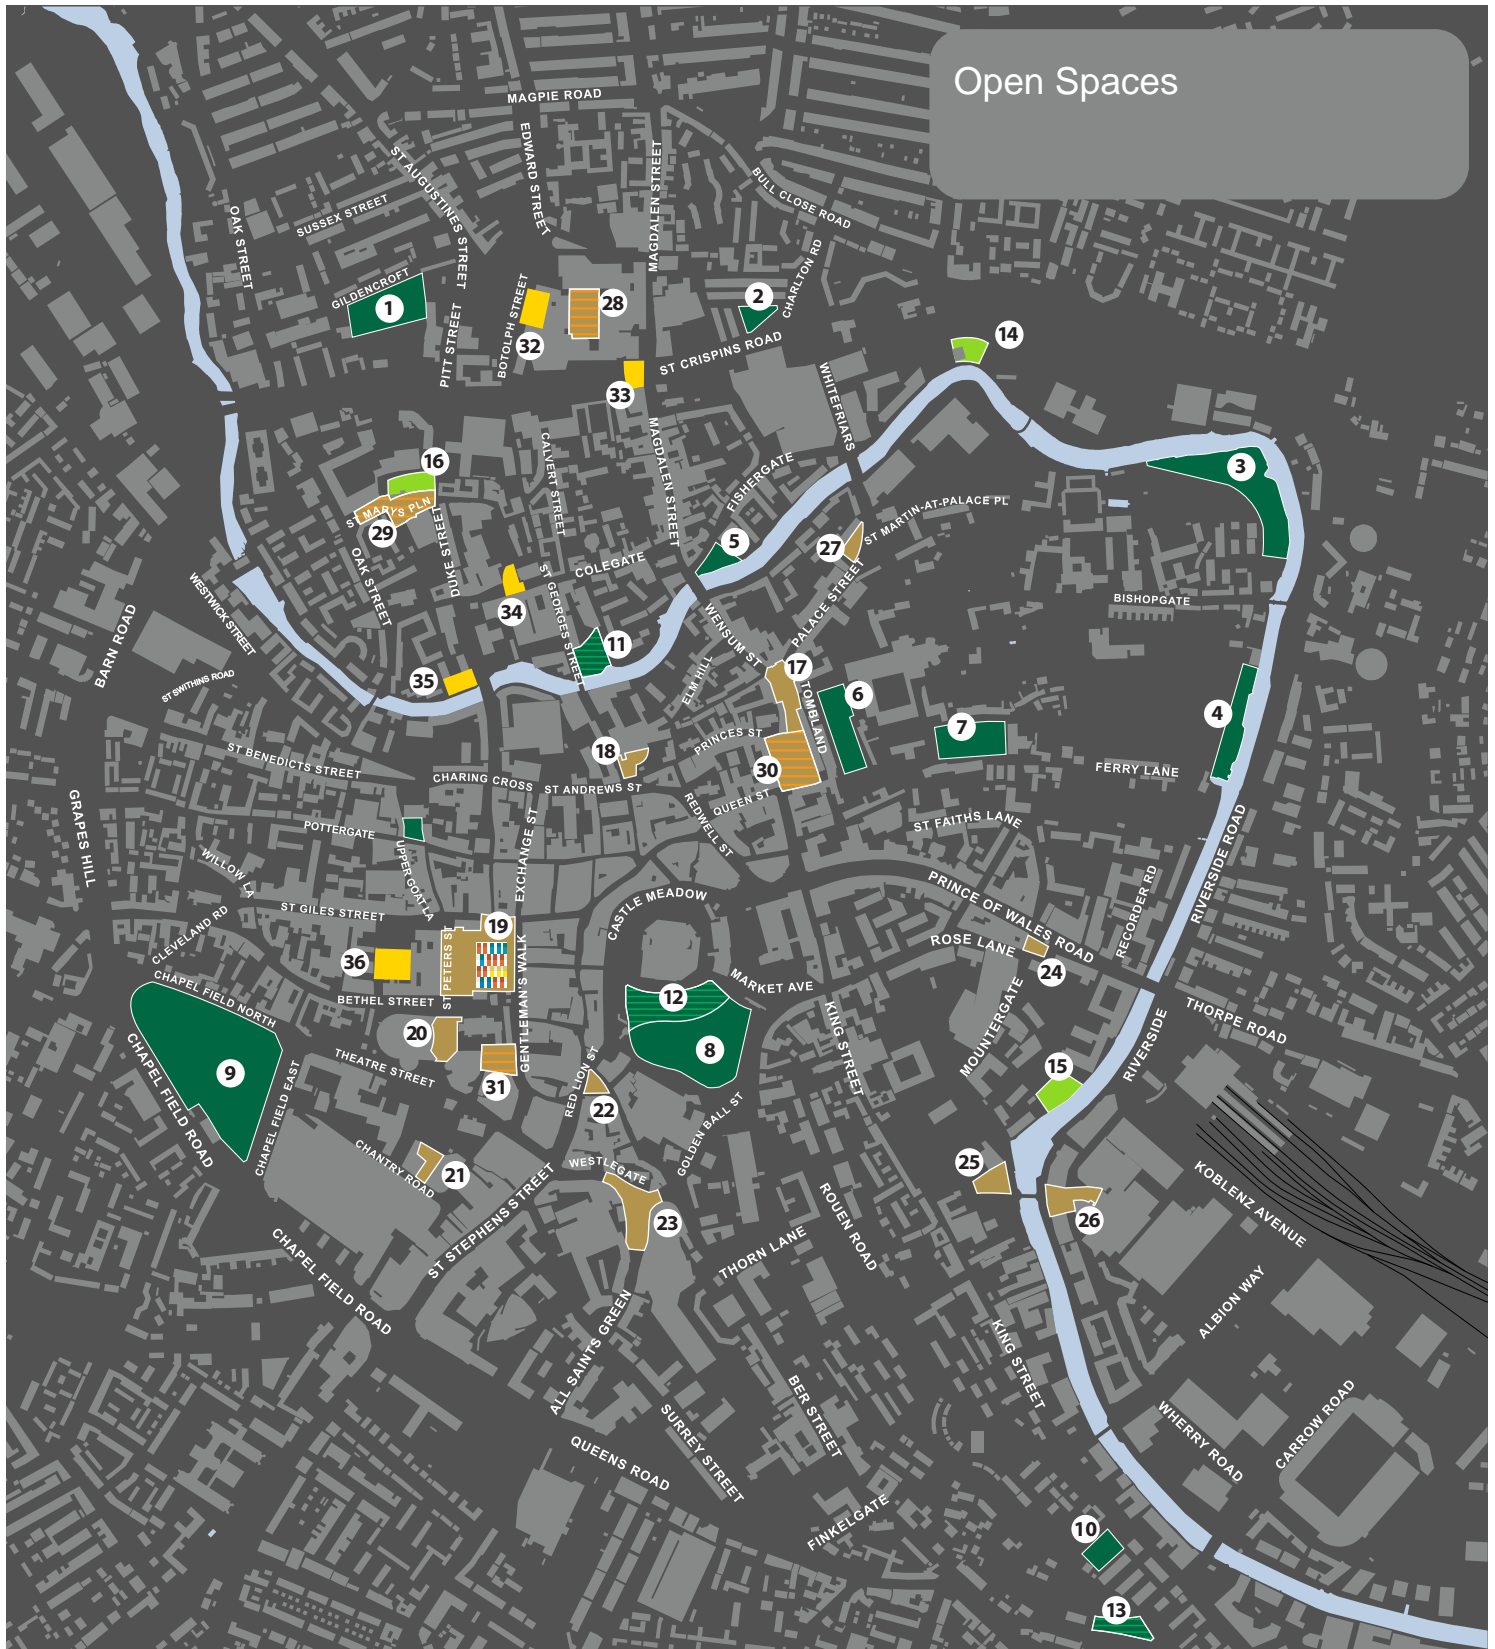 Open Spaces
MAGPIE ROAD
EDWARD STREET
MAGDALEN STREET
ST AUGUSTINES STREET
BULL CLOSE ROAD
SUSSEX STREET
OAK STREET
CHARLTON RD
GILDENCROFT
1
BOTOLPH STREET
28
2
32
PITT STREET
ST CRISPINS ROAD
14
33
WHITEFRIARS
MAGDALEN STREET
CALVERT STREET
16
3
FISHERGATE
ST MARYS PLN
29
ST MARTIN-AT-PALACE PL
DUKE STREET
5
27
COLEGATE
OAK STREET
ST GEORGES STREET
34
PALACE STREET
WESTWICK STREET
BISHOPGATE
BARN ROAD
WENSUM ST
11
17
ELM HILL
ST SWITHINS ROAD
35
TOMBLAND
6
4
7
PRINCES ST
18
30
ST BENEDICTS STREET
FERRY LANE
CHARING CROSS
ST ANDREWS ST
QUEEN ST
REDWELL ST
GRAPES HILL
POTTERGATE
ST FAITHS LANE
UPPER GOAT LA
EXCHANGE ST
RIVERSIDE ROAD
WILLOW LA
PRINCE OF WALES ROAD
RECORDER RD
CASTLE MEADOW
ST GILES STREET
CLEVELAND RD
19
ROSE LANE
24
36
ST PETERS ST
GENTLEMAN'S WALK
CHAPEL FIELD NORTH
BETHEL STREET
MARKET AVE
12
MOUNTERGATE
KING STREET
THORPE ROAD
20
8
RIVERSIDE
THEATRE STREET
9
31
RED LION ST
15
22
CHAPEL FIELD ROAD
CHAPEL FIELD EAST
GOLDEN BALL ST
CHANTRY ROAD
21
WESTLEGATE
25
KOBLENZ AVENUE
ST STEPHENS STREET
23
26
ROUEN ROAD
THORN LANE
CHAPEL FIELD ROAD
ALBION WAY
ALL SAINTS GREEN
KING STREET
BER STREET
SURREY STREET
WHERRY ROAD
CARROW ROAD
QUEENS ROAD
FINKELGATE
10
13